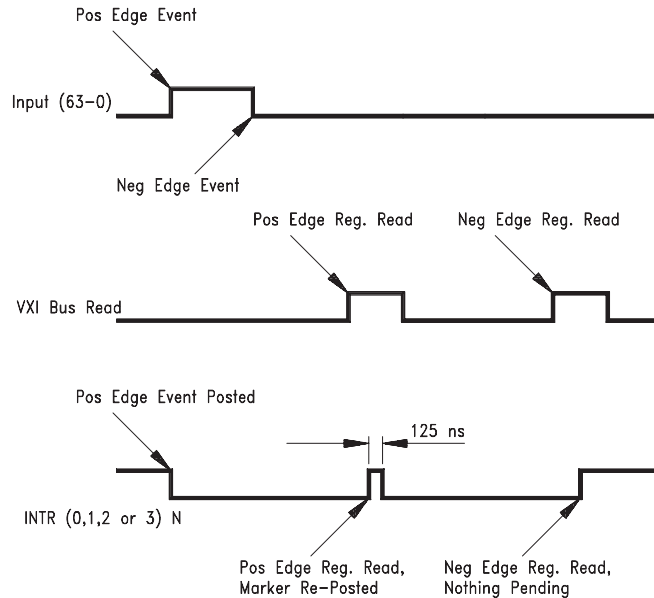 Pos Edge Event
Input (63-0)
Neg Edge Event
Pos Edge Reg. Read
Neg Edge Reg. Read
VXI Bus Read
Pos Edge Event Posted
125 ns
INTR (0,1,2 or 3) N
Pos Edge Reg. Read,
Marker Re-Posted
Neg Edge Reg. Read,
Nothing Pending